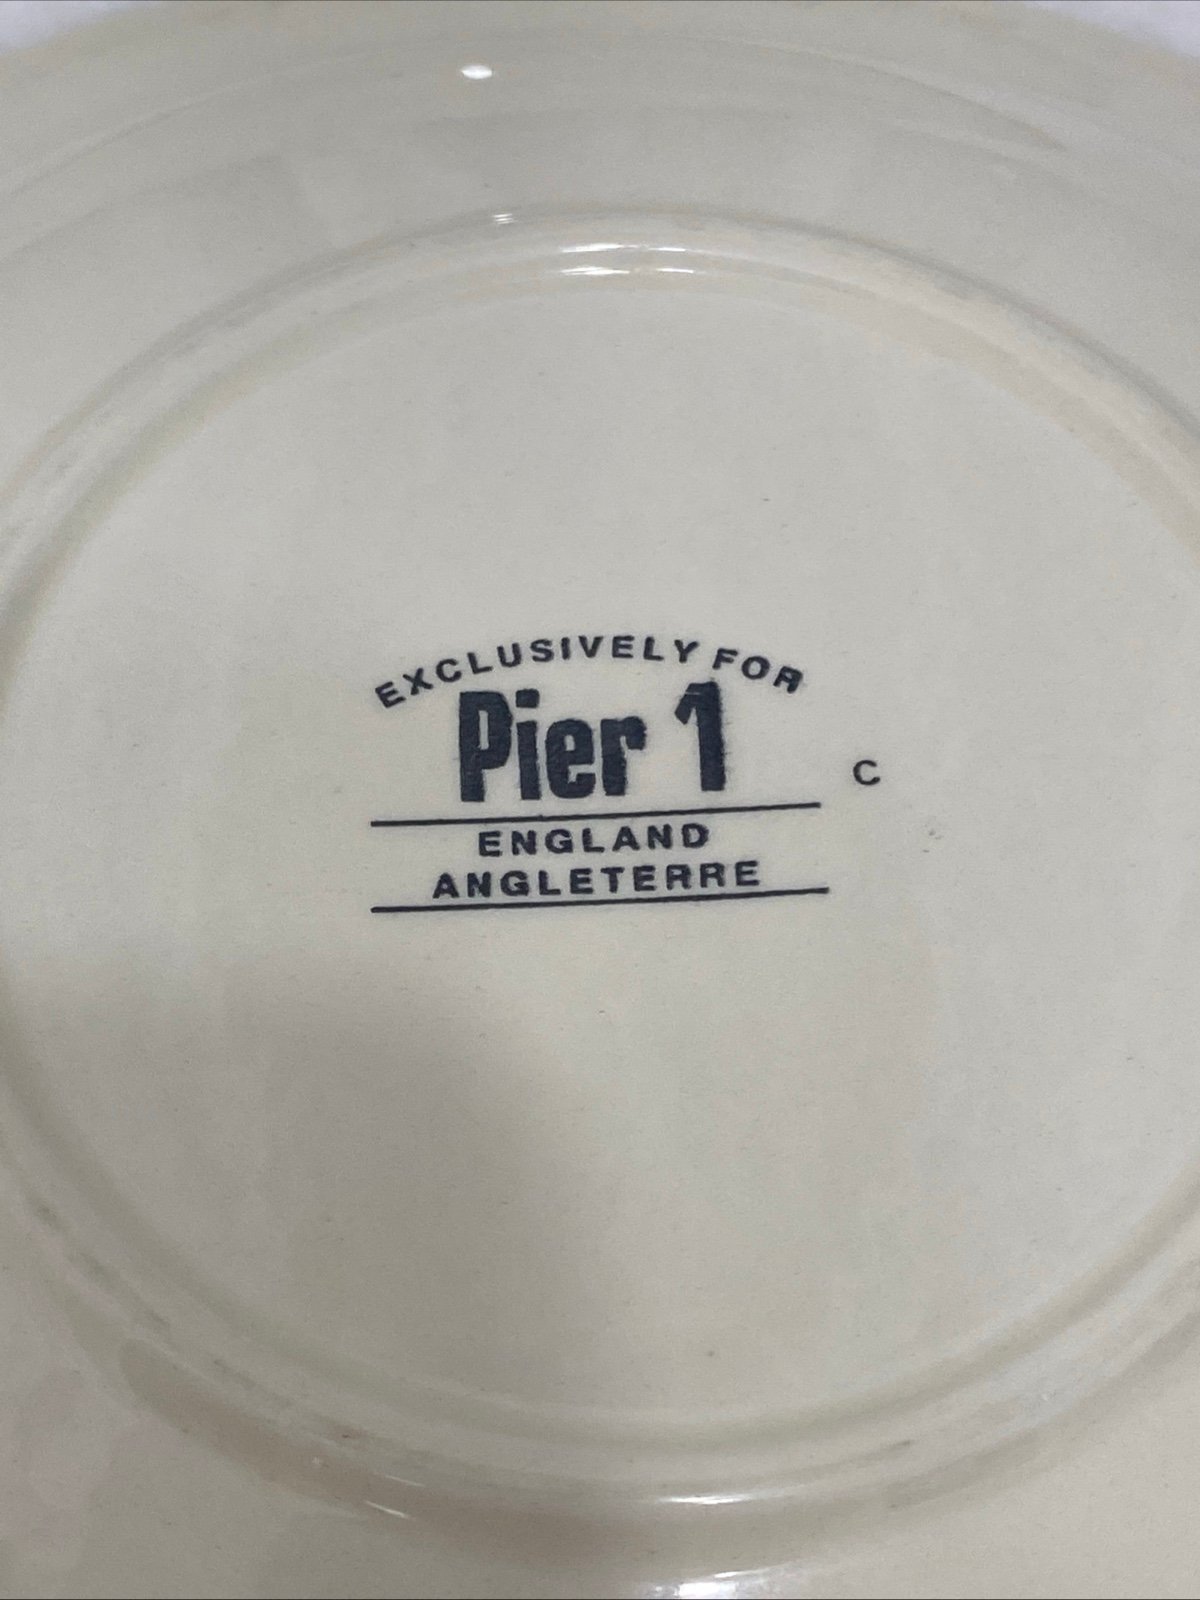 EXCLUSIVELY FOR
Pier 1
C
ENGLAND
ANGLETERRE